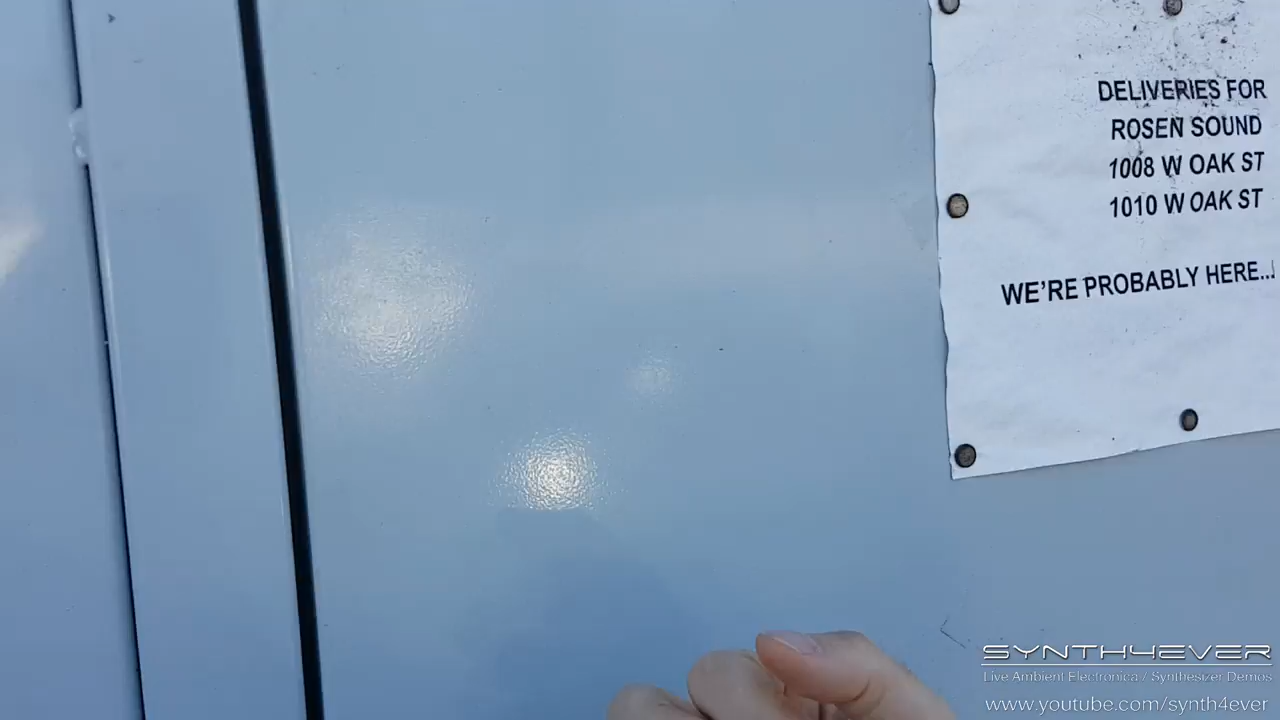 DELIVERIES FOR
ROSEN SOUND
1008 W OAK ST
1010 W OAK ST
WE'RE PROBABLY HERE...
SYNTH4EVER
Live Ambient Electronica / Synthesizer Demos
www.youtube.com/synth4ever